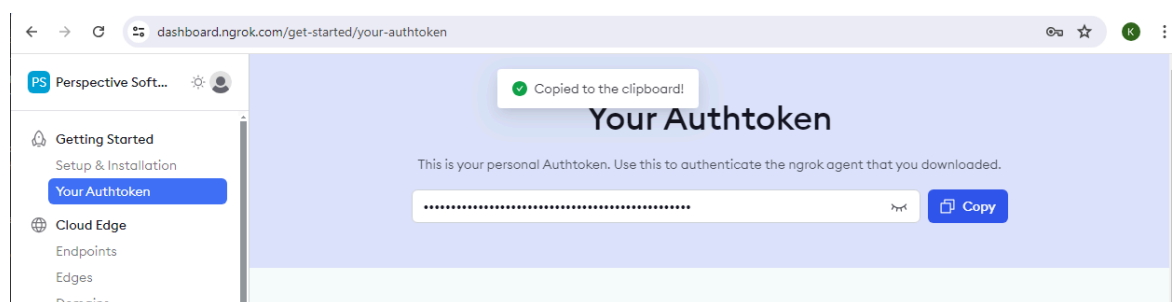 dashboard.ngrok.com/get-started/your-authtoken
K
PS Perspective Soft...
Copied to the clipboard!
Your Authtoken
This is your personal Authtoken. Use this to authenticate the ngrok agent that you downloaded.
••••••••••••••••••••••••••••••••••••••••••••••••• Copy
Getting Started
Setup & Installation
Your Authtoken
Cloud Edge
Endpoints
Edges
Domains